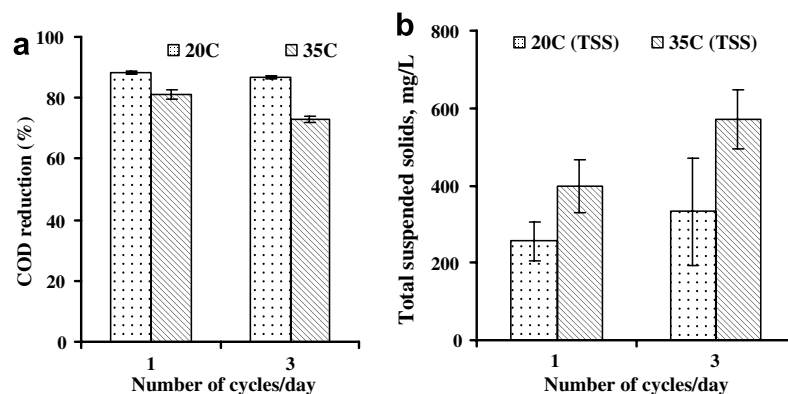 a
20C 35C
COD reduction (%)
100
80
60
40
20
0
1 3
Number of cycles/day
b
20C (TSS) 35C (TSS)
Total suspended solids, mg/L
800
600
400
200
0
1 3
Number of cycles/day